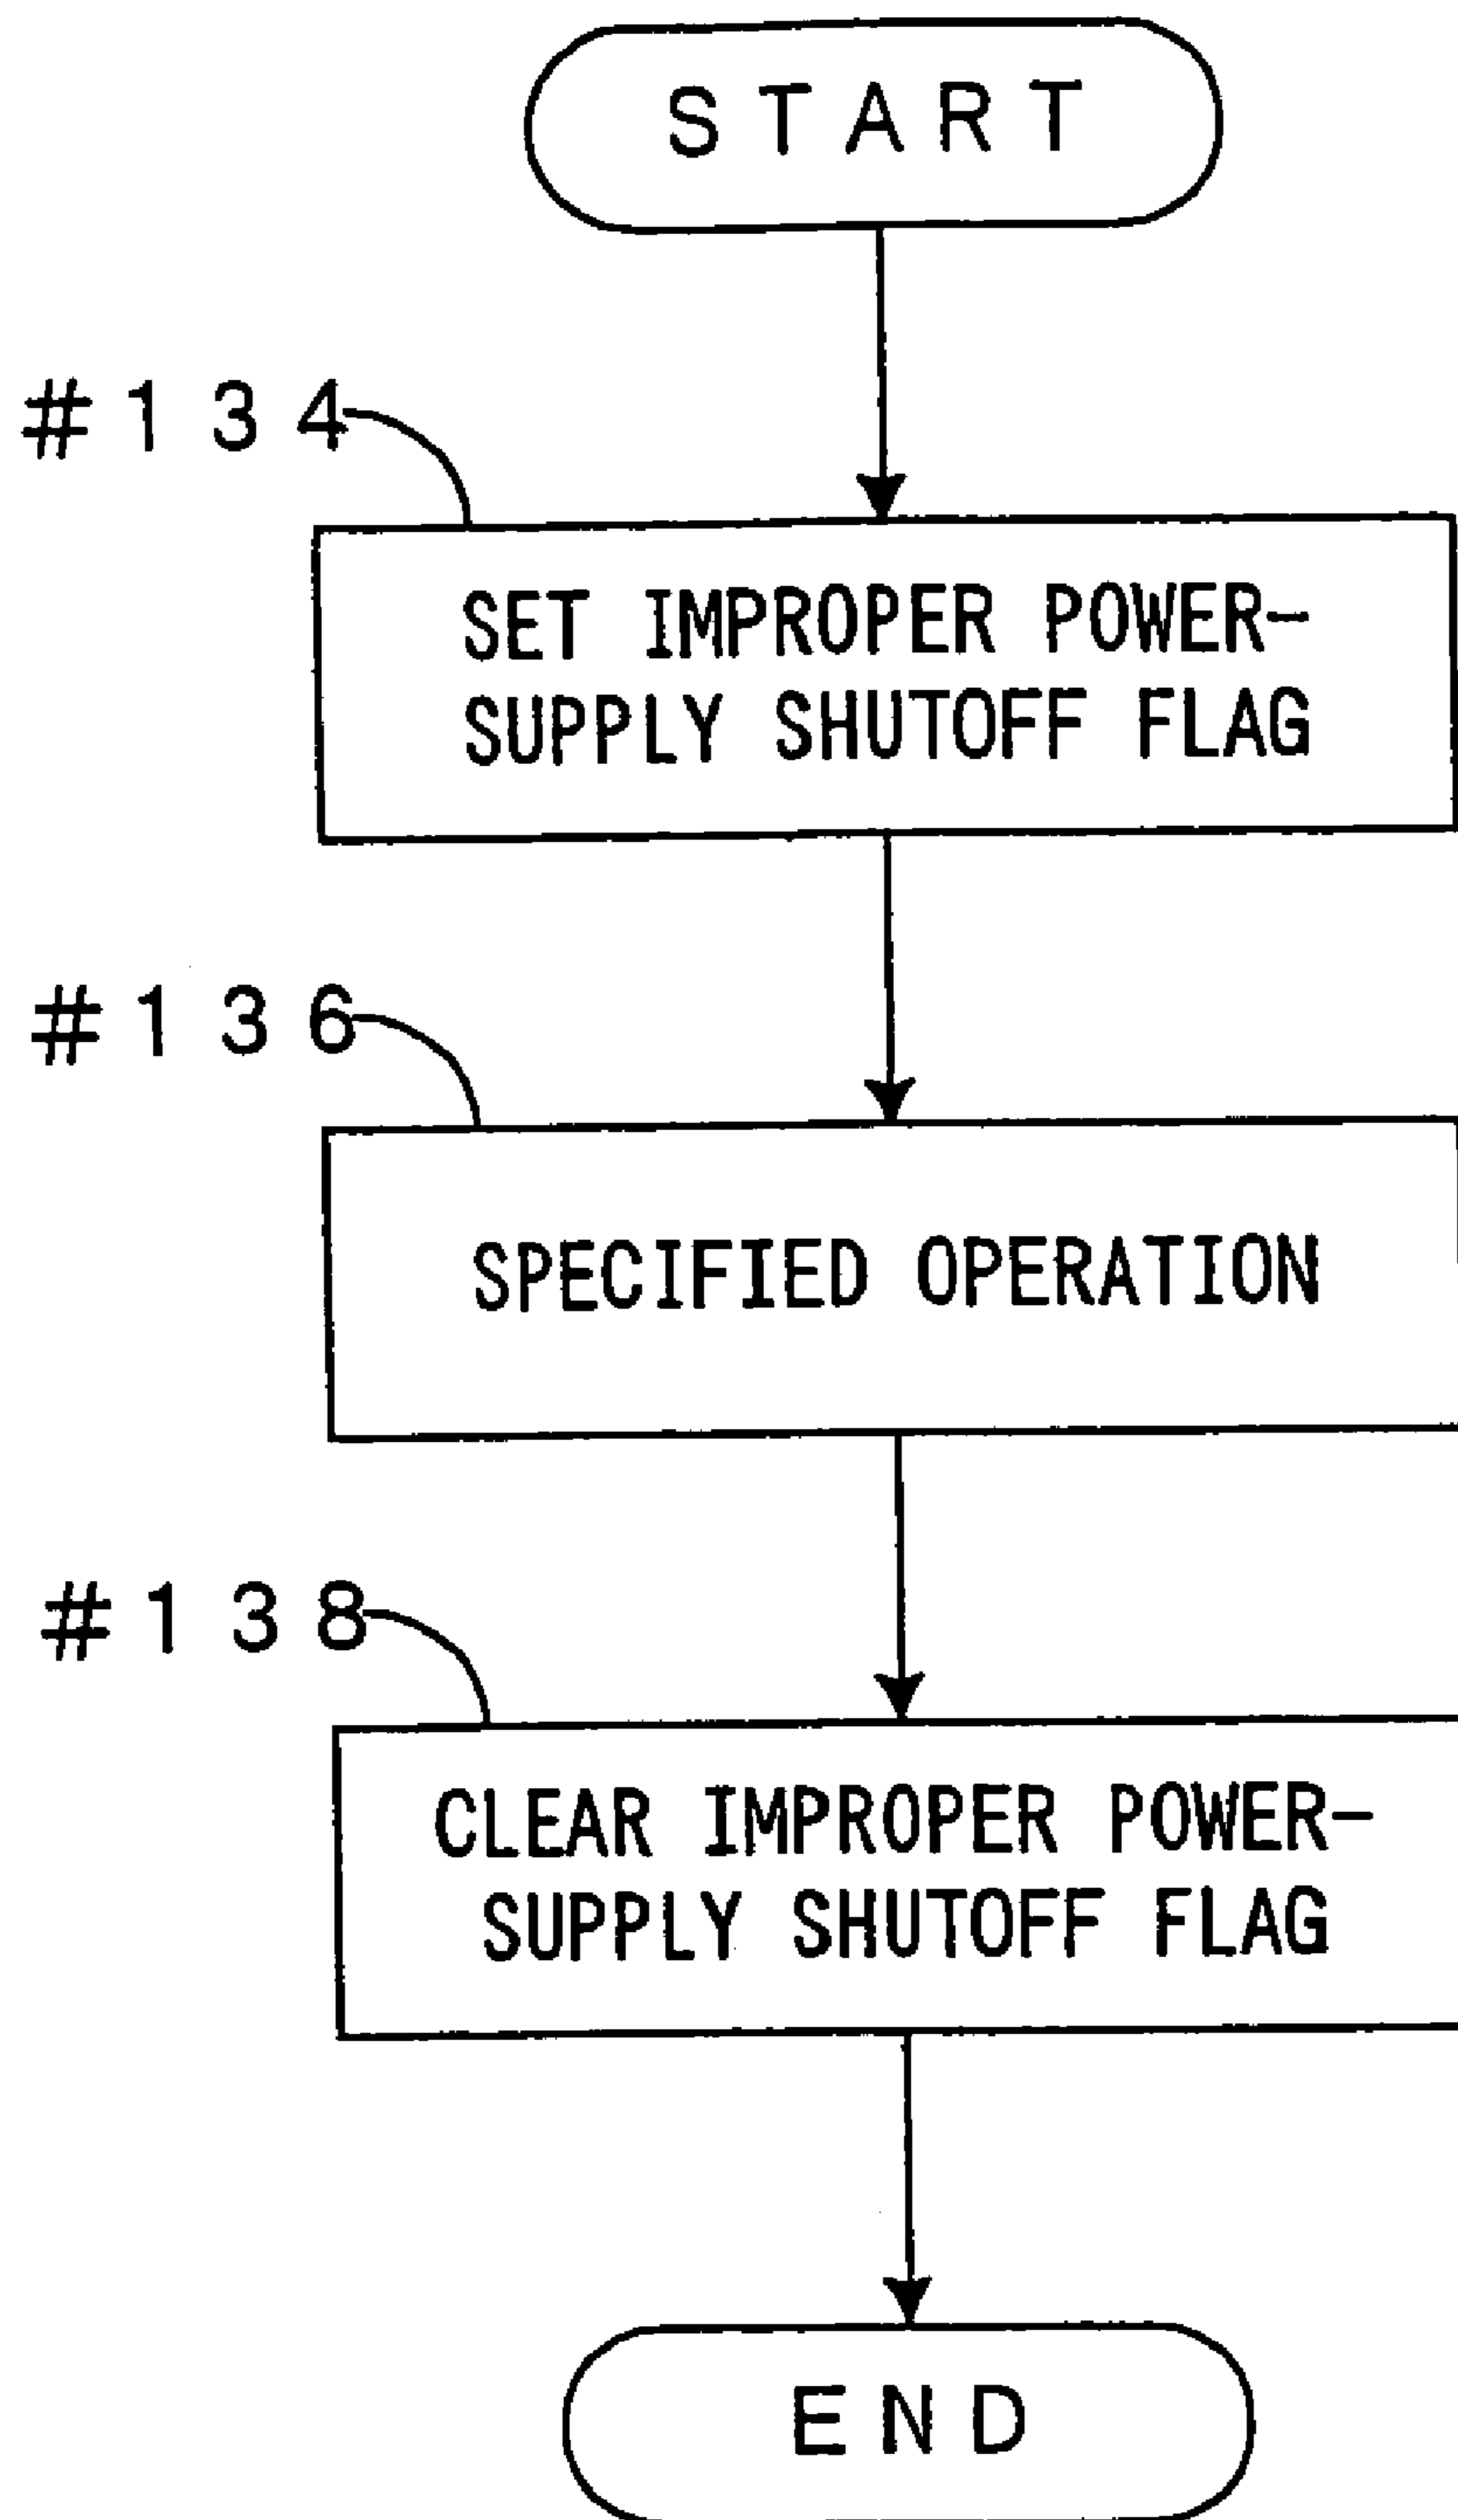 START
#134
SET IMPROPER POWER-
SUPPLY SHUTOFF FLAG
#136
SPECIFIED OPERATION
#138
CLEAR IMPROPER POWER-
SUPPLY SHUTOFF FLAG
END